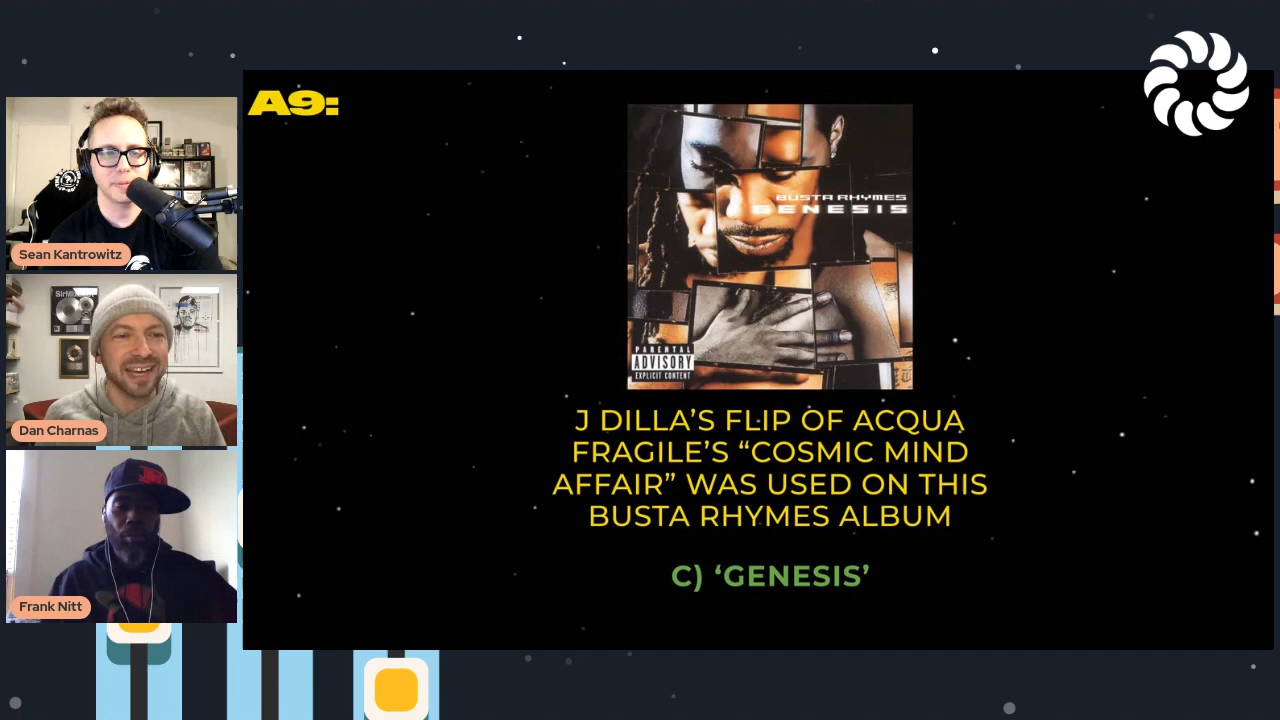 A9:
BUSTA RHYMES
GENESIS
PARENTAL
ADVISORY
EXPLICIT CONTENT
J DILLA'S FLIP OF ACQUA
FRAGILE'S “COSMIC MIND
AFFAIR” WAS USED ON THIS
BUSTA RHYMES ALBUM
C) ‘GENESIS’
Sean Kantrowitz
Dan Charnas
Frank Nitt